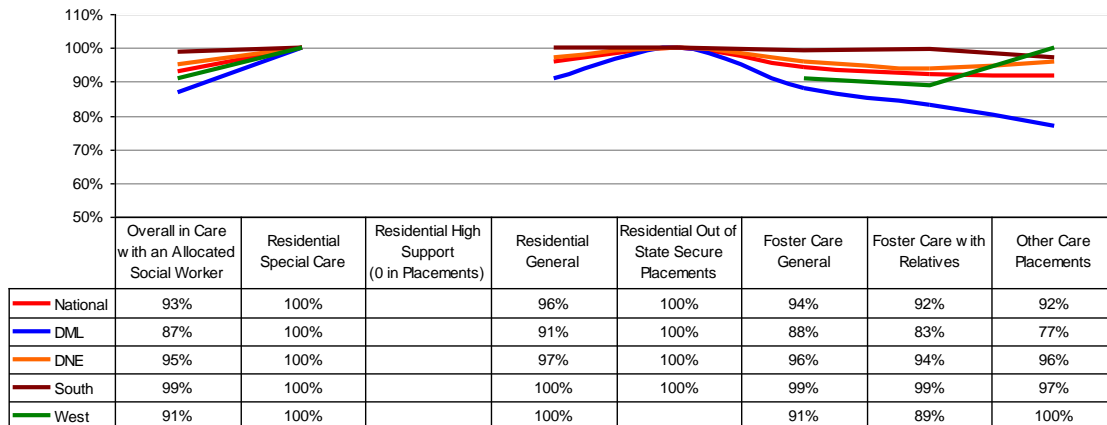 110%
100%
90%
80%
70%
60%
50%
Overall in Care
with an Allocated
Social Worker
Residential
Special Care
Residential High
Support
(0 in Placements)
Residential
General
Residential Out of
State Secure
Placements
Foster Care
General
Foster Care with
Relatives
Other Care
Placements
National 93% 100% 96% 100% 94% 92% 92%
DML 87% 100% 91% 100% 88% 83% 77%
DNE 95% 100% 97% 100% 96% 94% 96%
South 99% 100% 100% 100% 99% 99% 97%
West 91% 100% 100% 91% 89% 100%